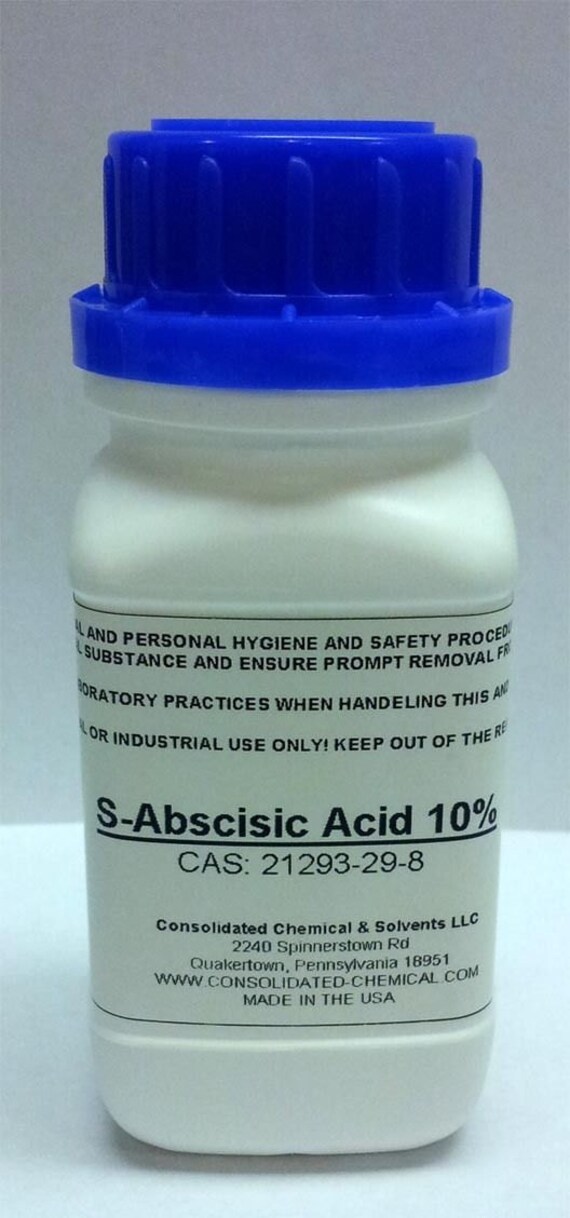 AND PERSONAL HYGIENE AND SAFETY
SUBSTANCE AND ENSURE PROMPT REMOVAL
PRACTICES WHEN HANDELING THIS
OR INDUSTRIAL USE ONLY! KEEP OUT OF THE
S-Abscisic Acid 10%
CAS: 21293-29-8
Consolidated Chemical & Solvents LLC
2240 Spinnerstown Rd
Quakertown, Pennsylvania 18951
WWW.CONSOLIDATED-CHEMICAL.COM
MADE IN THE USA